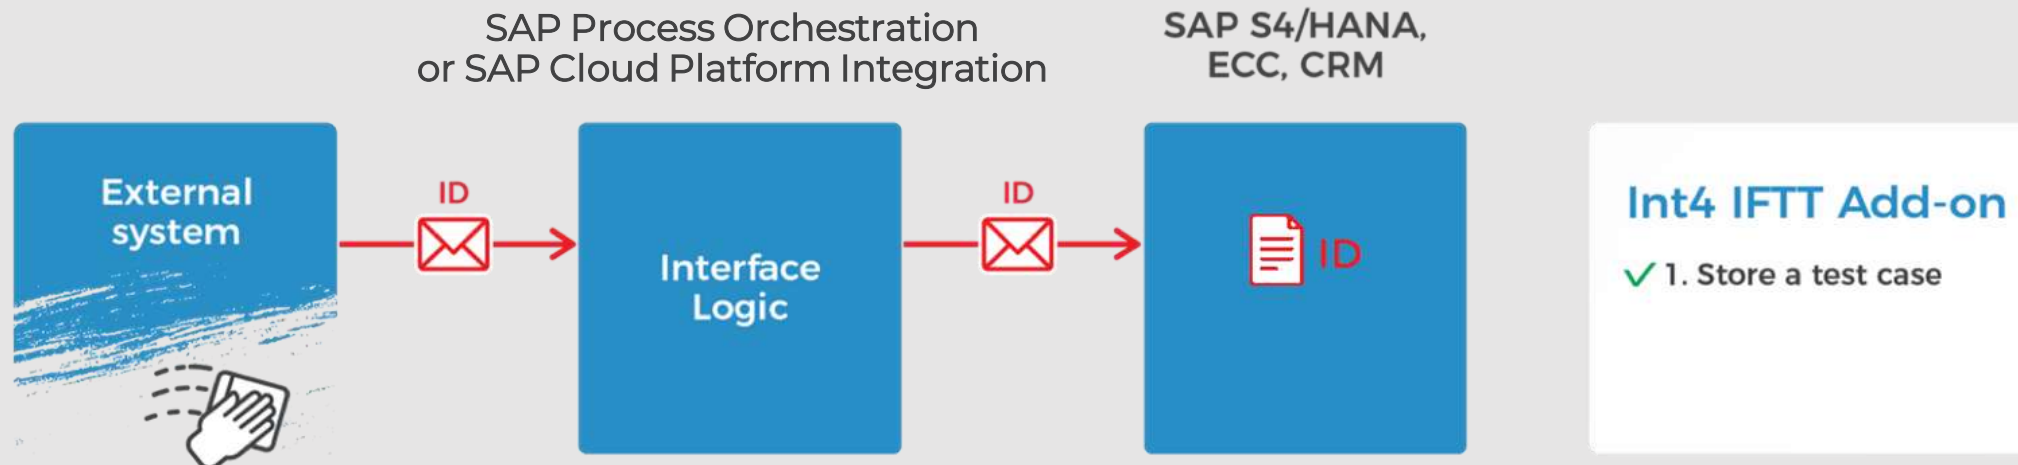 SAP Process Orchestration
or SAP Cloud Platform Integration
SAP S4/HANA,
ECC, CRM
External
system
ID
Interface
Logic
ID
ID
Int4 IFTT Add-on
1. Store a test case